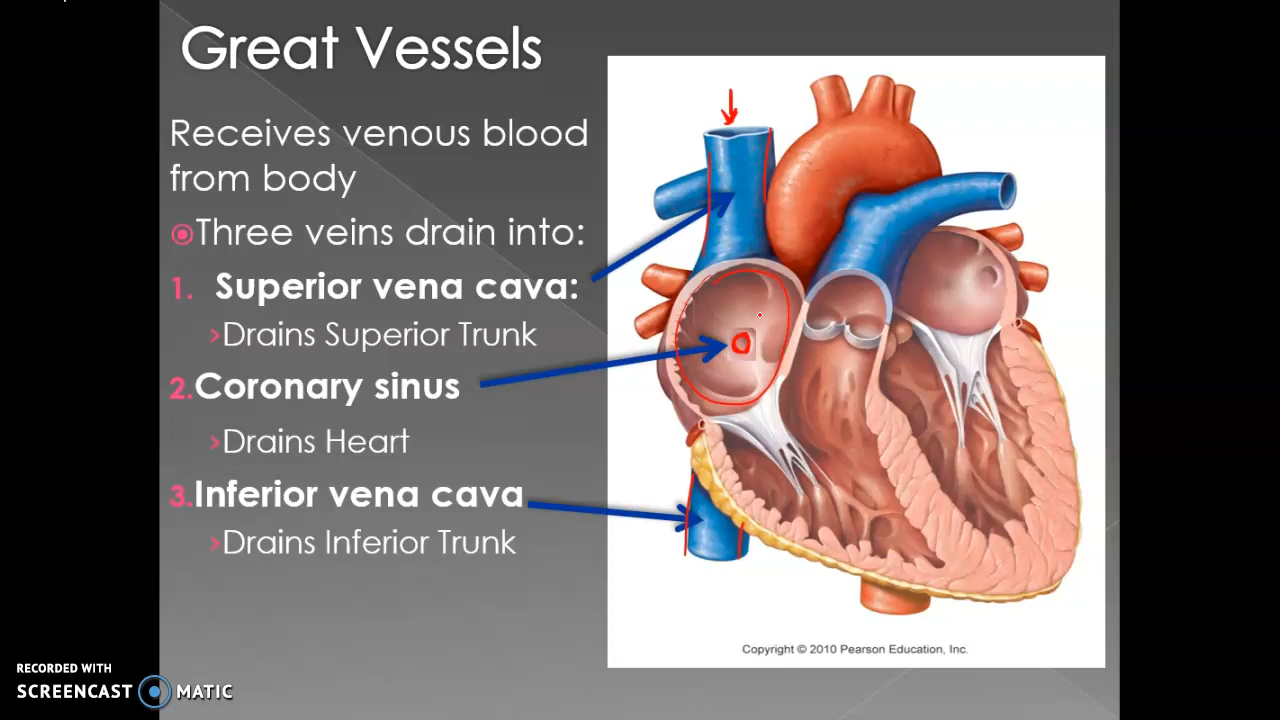 Great Vessels
Receives venous blood
from body
Three veins drain into:
1. Superior vena cava:
Drains Superior Trunk
2.Coronary sinus
Drains Heart
3.Inferior vena cava
Drains Inferior Trunk
Copyright © 2010 Pearson Education, Inc.
RECORDED WITH
SCREENCAST MATIC